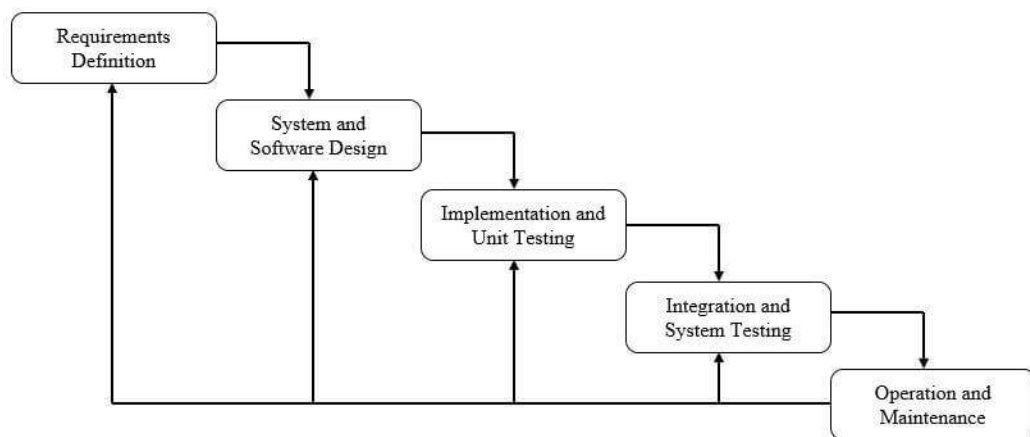 Requirements
Definition
System and
Software Design
Implementation and
Unit Testing
Integration and
System Testing
Operation and
Maintenance